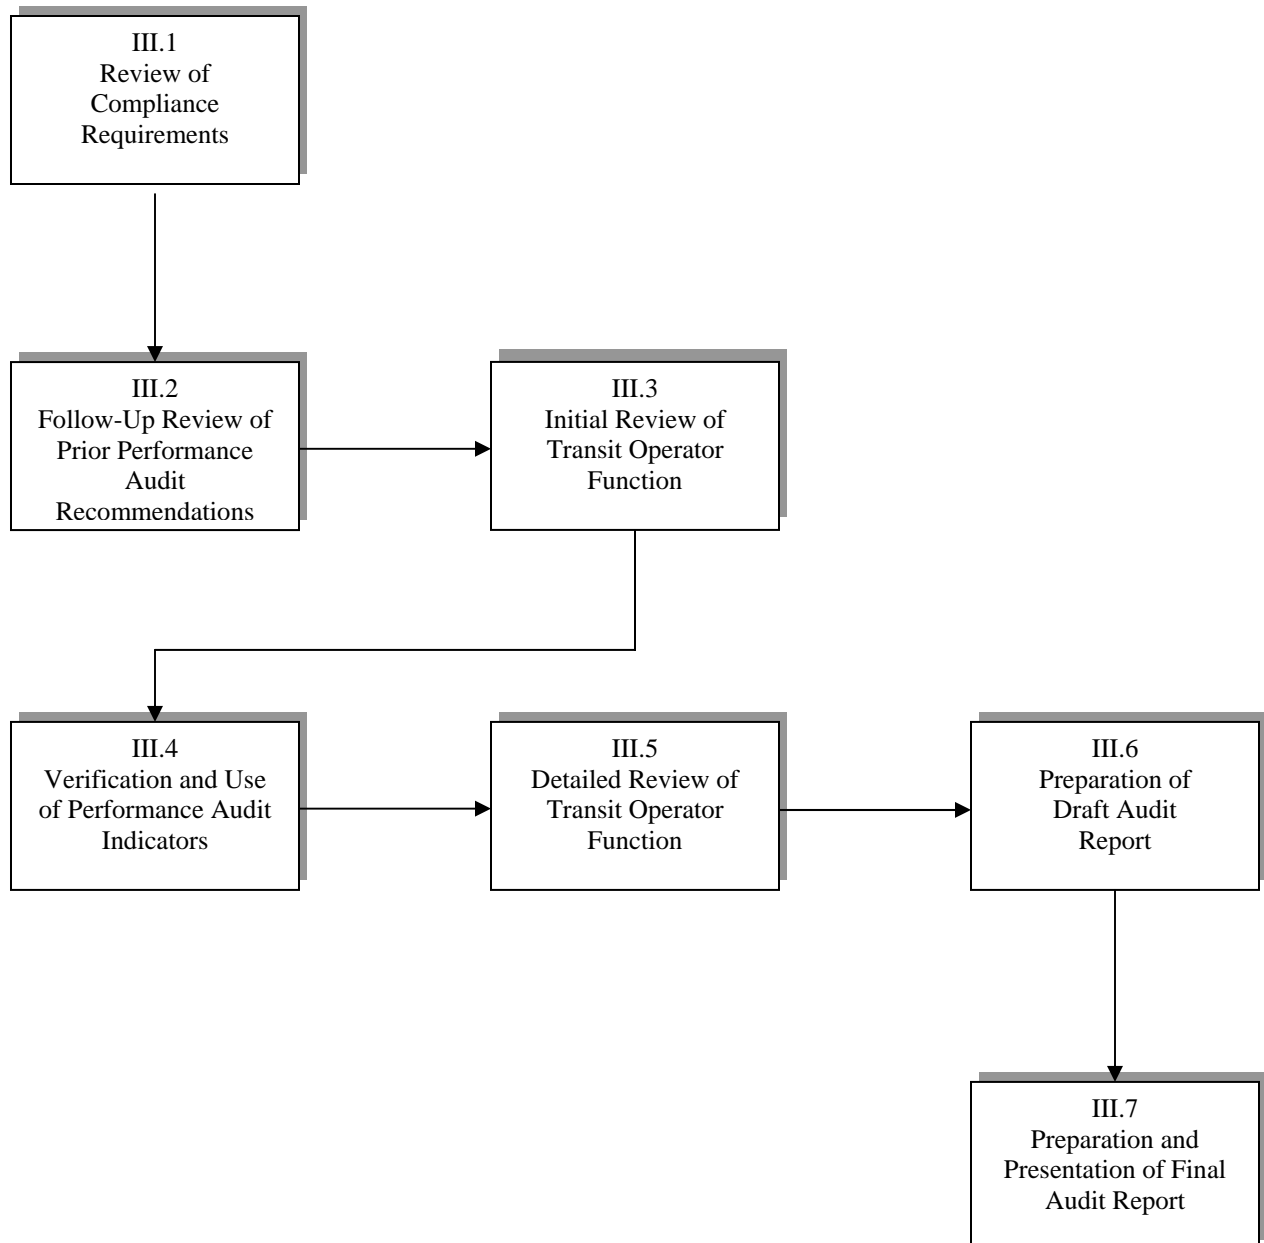 III.1
Review of
Compliance
Requirements
III.2
Follow-Up Review of
Prior Performance
Audit
Recommendations
III.3
Initial Review of
Transit Operator
Function
III.4
Verification and Use
of Performance Audit
Indicators
III.5
Detailed Review of
Transit Operator
Function
III.6
Preparation of
Draft Audit
Report
III.7
Preparation and
Presentation of Final
Audit Report